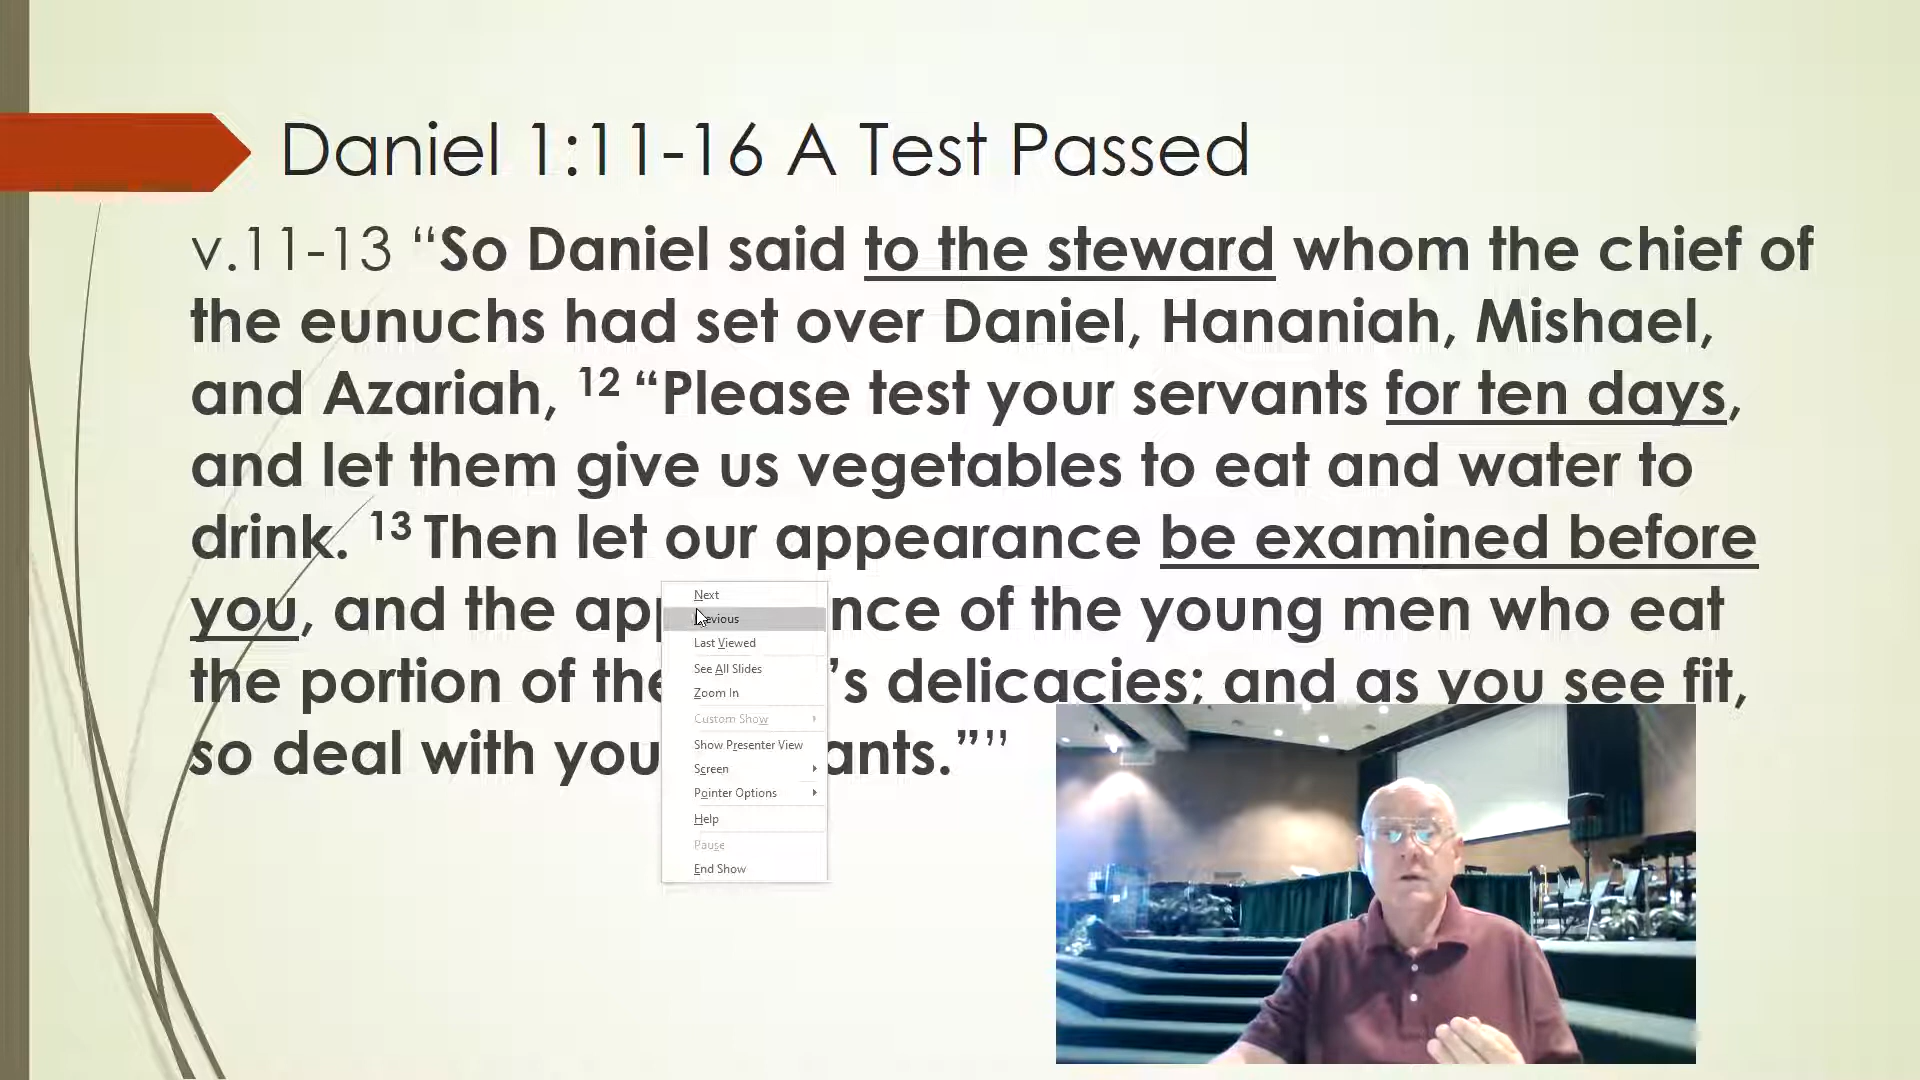 Daniel 1:11-16 A Test Passed
v.11-13 “So Daniel said to the steward whom the chief of
the eunuchs had set over Daniel, Hananiah, Mishael,
and Azariah, 12 “Please test your servants for ten days,
and let them give us vegetables to eat and water to
drink. 13 Then let our appearance be examined before
you, and the app nce of the young men who eat
the portion of the ’s delicacies; and as you see fit,
so deal with you ants.””
Next
evious
Last Viewed
See All Slides
Zoom In
Custom Show
Show Presenter View
Screen
Pointer Options
Help
Pause
End Show